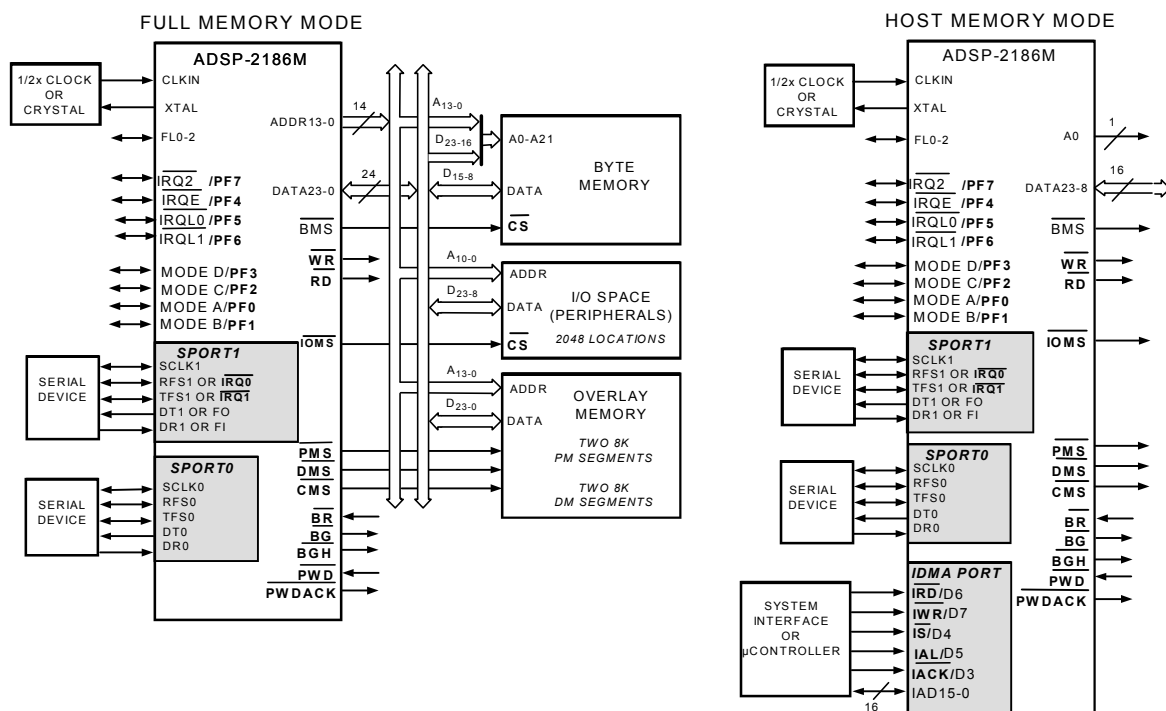 FULL MEMORY MODE
ADSP-2186M
1/2x CLOCK
OR
CRYSTAL
CLKIN
XTAL
FL0-2
IRQ2/PF7
IRQE/PF4
IRQL0/PF5
IRQL1/PF6
MODE D/PF3
MODE C/PF2
MODE A/PF0
MODE B/PF1
SERIAL
DEVICE
SPORT1
SCLK1
RFS1 OR IRQ0
TFS1 OR IRQ1
DT1 OR FO
DR1 OR FI
SERIAL
DEVICE
SPORT0
SCLK0
RFS0
TFS0
DT0
DR0
14
ADDR13-0
24
DATA23-0
BMS
WR
RD
IOMS
PMS
DMS
CMS
BR
BG
BGH
PWD
PWDACK
A13-0
D23-16
A0-A21
D15-8
DATA
CS
BYTE
MEMORY
A10-0
ADDR
D23-8
DATA
CS
I/O SPACE
(PERIPHERALS)
2048 LOCATIONS
A13-0
ADDR
D23-0
DATA
OVERLAY
MEMORY
TWO 8K
PM SEGMENTS
TWO 8K
DM SEGMENTS
HOST MEMORY MODE
ADSP-2186M
1/2x CLOCK
OR
CRYSTAL
CLKIN
XTAL
FL0-2
IRQ2/PF7
IRQE/PF4
IRQL0/PF5
IRQL1/PF6
MODE D/PF3
MODE C/PF2
MODE A/PF0
MODE B/PF1
SERIAL
DEVICE
SPORT1
SCLK1
RFS1 OR IRQ0
TFS1 OR IRQ1
DT1 OR FO
DR1 OR FI
SERIAL
DEVICE
SPORT0
SCLK0
RFS0
TFS0
DT0
DR0
SYSTEM
INTERFACE
OR
µCONTROLLER
IDMA PORT
IRD/D6
IWR/D7
IS/D4
IAL/D5
IACK/D3
IAD15-0
16
1
A0
16
DATA23-8
BMS
WR
RD
IOMS
PMS
DMS
CMS
BR
BG
BGH
PWD
PWDACK